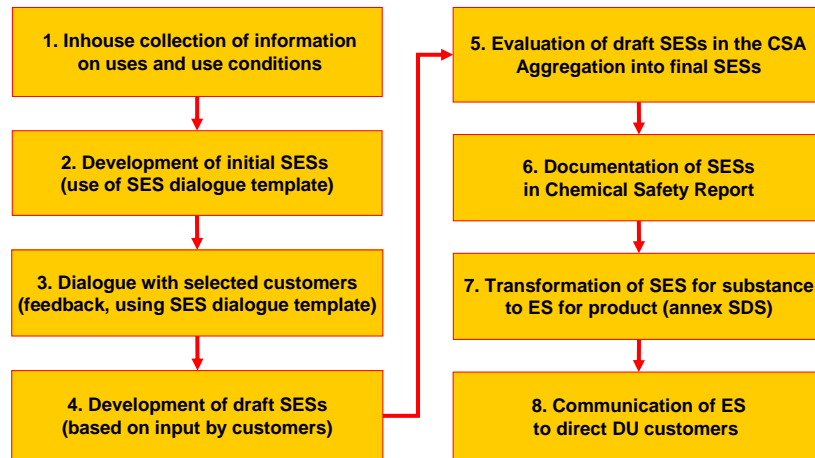 1. Inhouse collection of information
on uses and use conditions
2. Development of initial SESs
(use of SES dialogue template)
3. Dialogue with selected customers
(feedback, using SES dialogue template)
4. Development of draft SESs
(based on input by customers)
5. Evaluation of draft SESs in the CSA
Aggregation into final SESs
6. Documentation of SESs
in Chemical Safety Report
7. Transformation of SES for substance
to ES for product (annex SDS)
8. Communication of ES
to direct DU customers